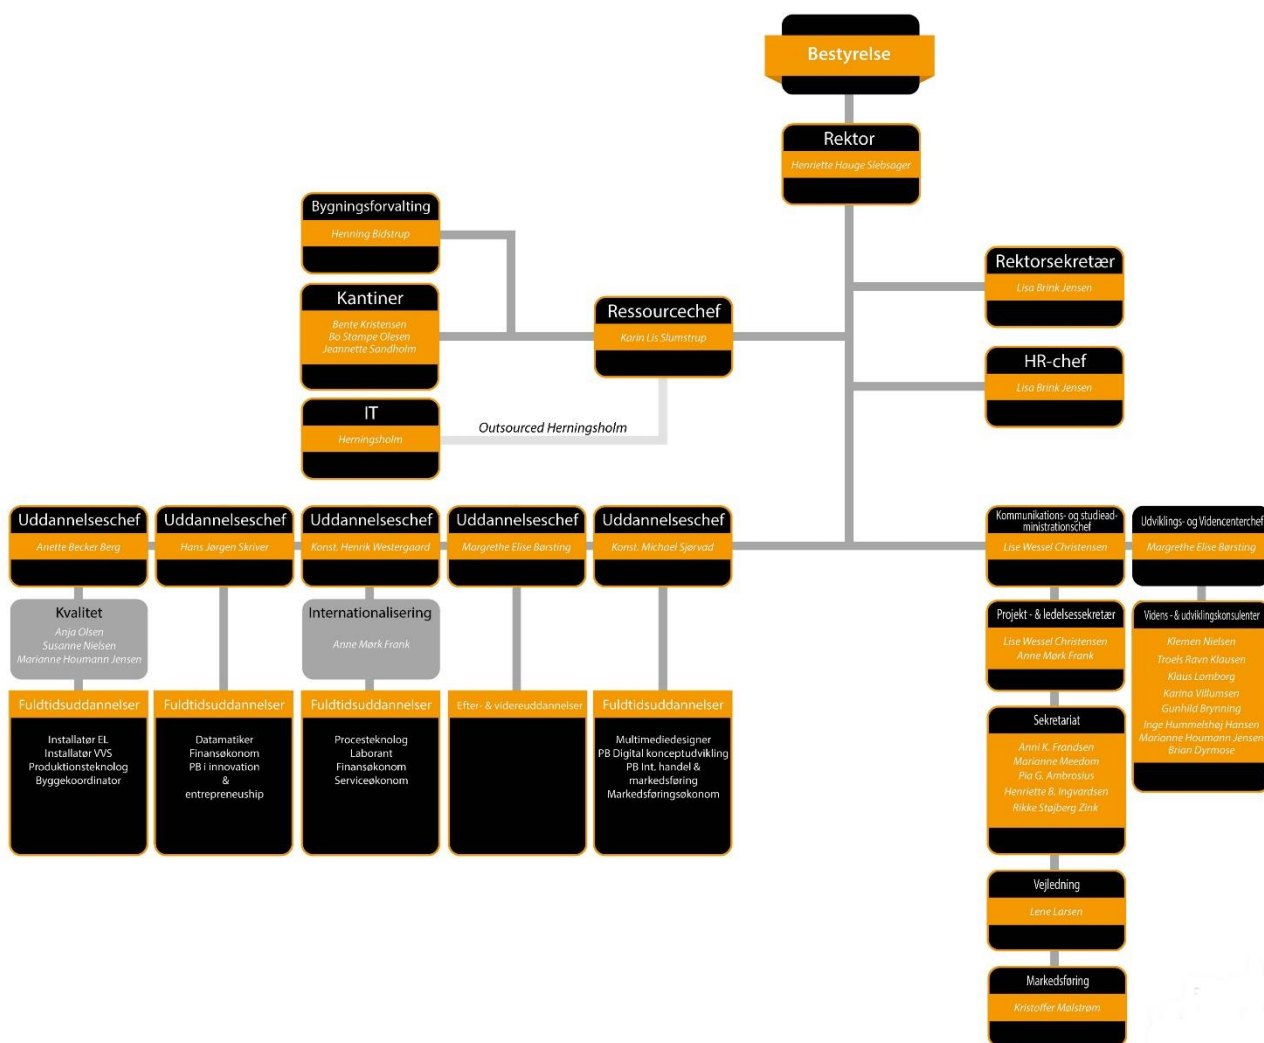 Bestyrelse
Rektor
Henriette Hauge Slebsager
Bygningsforvalting
Henning Bidstrup
Kantiner
Bente Kristensen
Bo Stampe Olesen
Jeannette Sandholm
IT
Herningsholm
Outsourced Herningsholm
Ressourcechef
Karin Lis Slumstrup
Rektorsekretær
Lisa Brink Jensen
HR-chef
Lisa Brink Jensen
Uddannelseschef
Anette Becker Berg
Kvalitet
Anja Olsen
Susanne Nielsen
Marianne Houmann Jensen
Fuldtidsuddannelser
Installatør EL
Installatør VVS
Produktionsteknolog
Byggekoordinator
Uddannelseschef
Hans Jørgen Skriver
Fuldtidsuddannelser
Datamatiker
Finansøkonom
PB i innovation
&
entrepreneuship
Uddannelseschef
Konst. Henrik Westergaard
Internationalisering
Anne Mørk Frank
Fuldtidsuddannelser
Procesteknolog
Laborant
Finansøkonom
Serviceøkonom
Uddannelseschef
Margrethe Elise Børsting
Efter- & videreuddannelser
Uddannelseschef
Konst. Michael Sjørvad
Fuldtidsuddannelser
Multimediedesigner
PB Digital konceptudvikling
PB Int. handel &
markedsføring
Markedsføringsøkonom
Kommunikations- og studiead-
ministrationschef
Lise Wessel Christensen
Projekt - & ledelsessekretær
Lise Wessel Christensen
Anne Mørk Frank
Sekretariat
Anni K. Frandsen
Marianne Meedom
Pia G. Ambrosius
Henriette B. Ingvardsen
Rikke Støjberg Zink
Vejledning
Lene Larsen
Markedsføring
Kristoffer Mølstrøm
Udviklings- og Videncenterchef
Margrethe Elise Børsting
Videns - & udviklingskonsulenter
Klemen Nielsen
Troels Ravn Klausen
Klaus Lomborg
Karina Villumsen
Gunhild Brynning
Inge Hummelshøj Hansen
Marianne Houmann Jensen
Brian Dyrmose